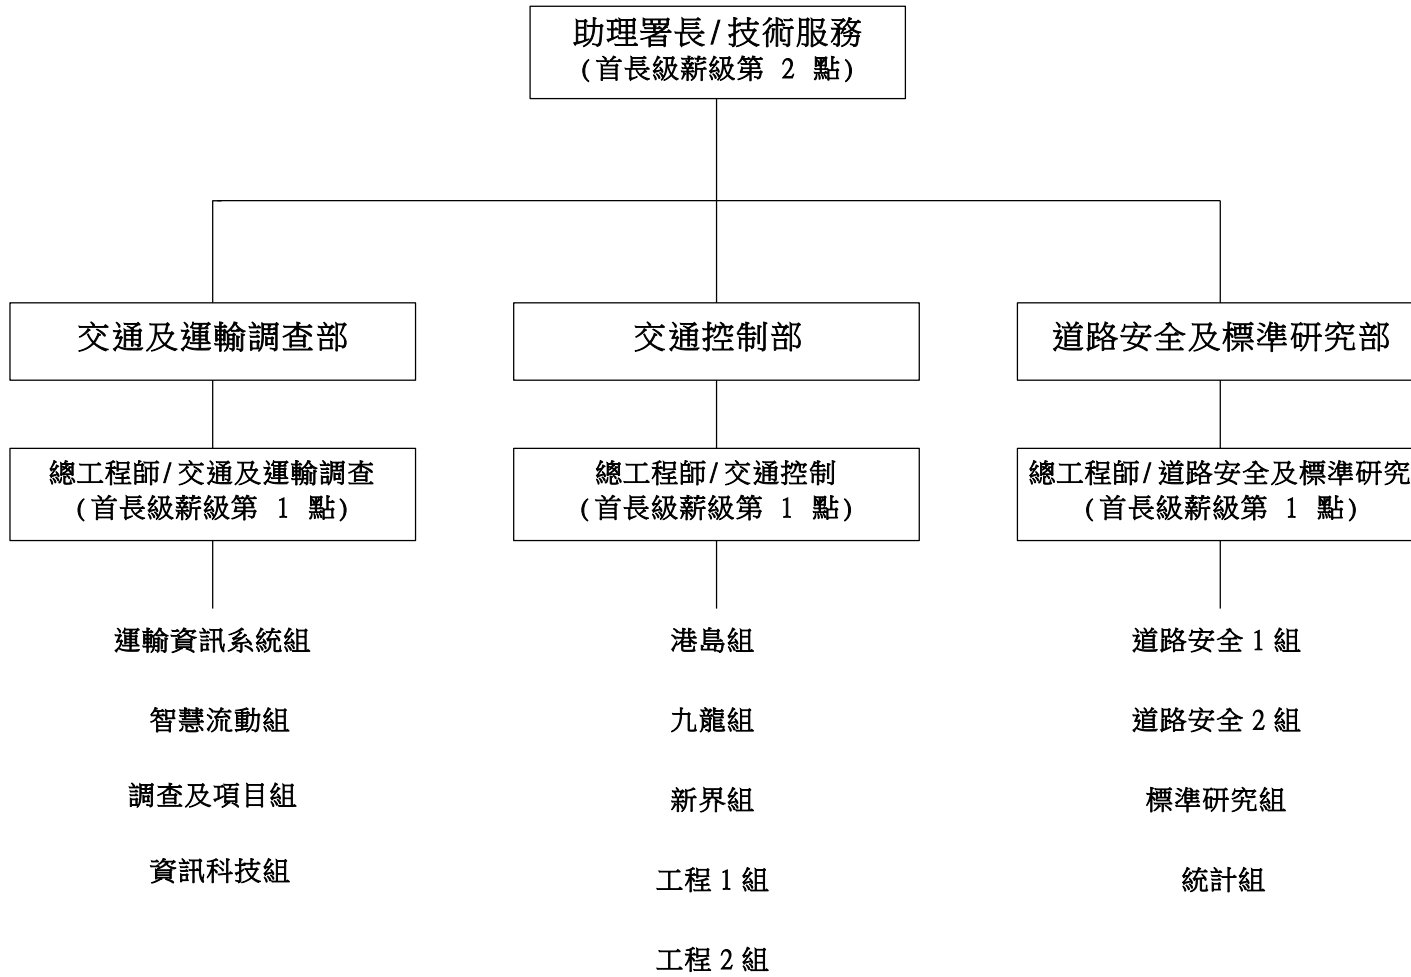 助理署長/技術服務
(首長級薪級第 2 點)
交通及運輸調查部
交通控制部
道路安全及標準研究部
總工程師/交通及運輸調查
(首長級薪級第 1 點)
總工程師/交通控制
(首長級薪級第 1 點)
總工程師/道路安全及標準研究
(首長級薪級第 1 點)
運輸資訊系統組
智慧流動組
調查及項目組
資訊科技組
港島組
九龍組
新界組
工程 1 組
工程 2 組
道路安全 1 組
道路安全 2 組
標準研究組
統計組